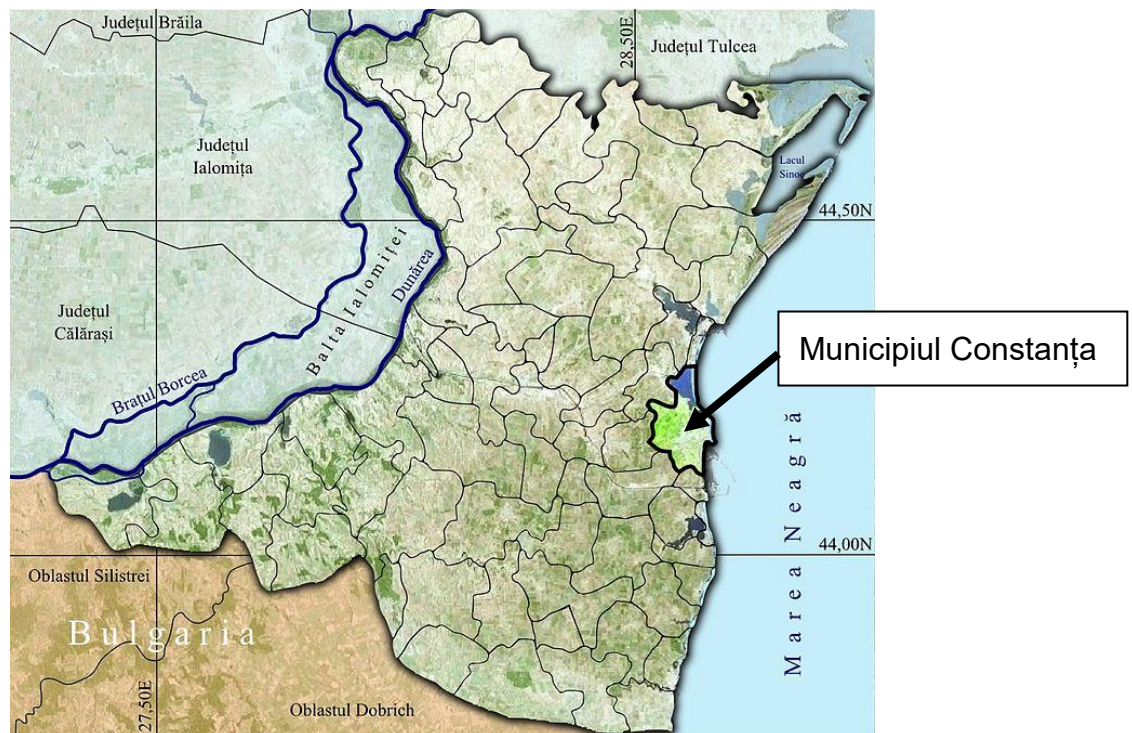 Județul Brăila
28,50E
Județul Tulcea
Județul
Ialomița
Lacul
Sinoe
44,50N
Balta Ialomiței
Dunărea
Județul
Călărași
Municipiul Constanța
Brațul Borcea
Marea Neagră
44,00N
Oblastul Silistrei
Bulgaria
27,50E
Oblastul Dobrich